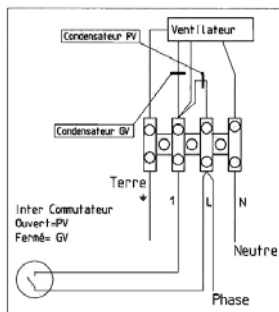 Ventilateur
Condensateur PV
Condensateur GV
Terre
1
L
N
Inter Commutateur
Ouvert=PV
Fermé= GV
Neutre
Phase